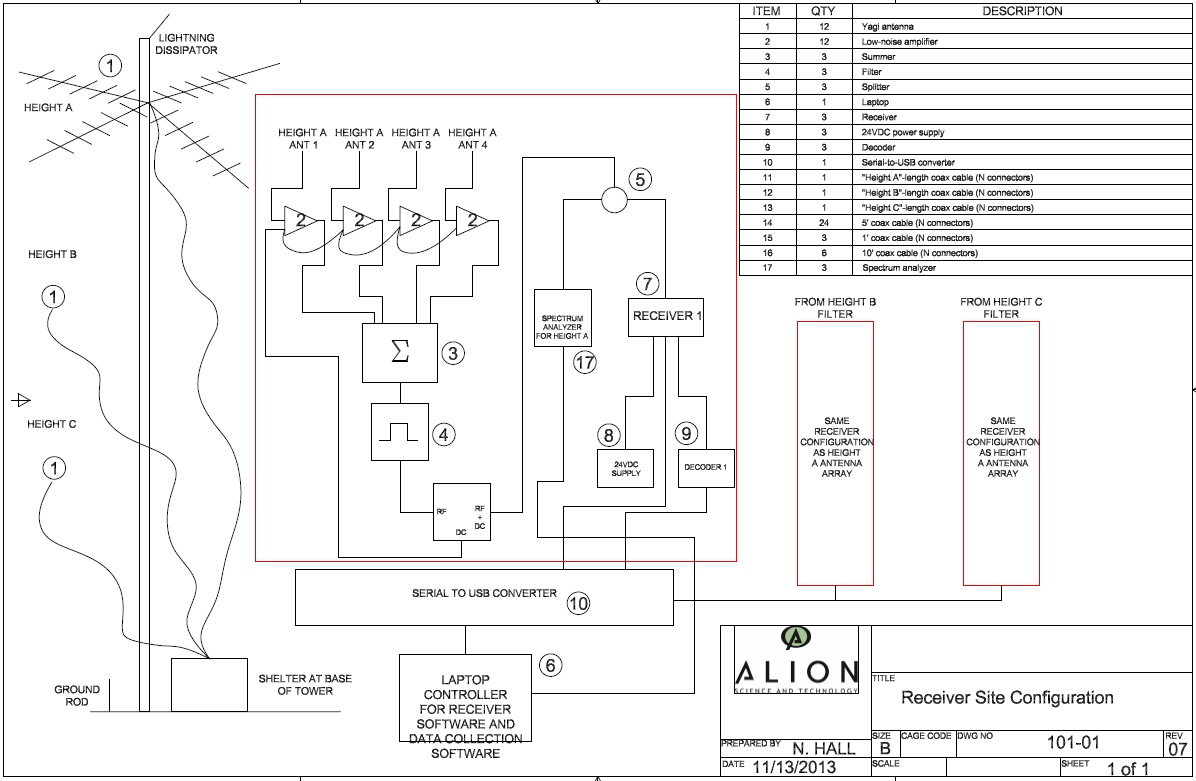 LIGHTNING
DISSIPATOR
1
HEIGHT A
HEIGHT B
1
HEIGHT C
1
GROUND
ROD
SHELTER AT BASE
OF TOWER
HEIGHT A
ANT 1
HEIGHT A
ANT 2
HEIGHT A
ANT 3
HEIGHT A
ANT 4
2
2
2
2
Σ
3
4
RF
RF
+
DC
DC
5
SPECTRUM
ANALYZER
FOR HEIGHT A
17
7
RECEIVER 1
8
24VDC
SUPPLY
9
DECODER 1
SERIAL TO USB CONVERTER
10
LAPTOP
CONTROLLER
FOR RECEIVER
SOFTWARE AND
DATA COLLECTION
SOFTWARE
6
ITEM QTY DESCRIPTION
1 12 Yagi antenna
2 12 Low-noise amplifier
3 3 Summer
4 3 Filter
5 3 Splitter
6 1 Laptop
7 3 Receiver
8 3 24VDC power supply
9 3 Decoder
10 1 Serial-to-USB converter
11 1 "Height A"-length coax cable (N connectors)
12 1 "Height B"-length coax cable (N connectors)
13 1 "Height C"-length coax cable (N connectors)
14 24 5' coax cable (N connectors)
15 3 1' coax cable (N connectors)
16 6 10' coax cable (N connectors)
17 3 Spectrum analyzer
FROM HEIGHT B
FILTER
SAME
RECEIVER
CONFIGURATION
AS HEIGHT
A ANTENNA
ARRAY
FROM HEIGHT C
FILTER
SAME
RECEIVER
CONFIGURATION
AS HEIGHT
A ANTENNA
ARRAY
ALION
SCIENCE AND TECHNOLOGY
TITLE
Receiver Site Configuration
PREPARED BY N. HALL
DATE 11/13/2013
SIZE
B
CAGE CODE
DWG NO
101-01
REV
07
SCALE
SHEET 1 of 1